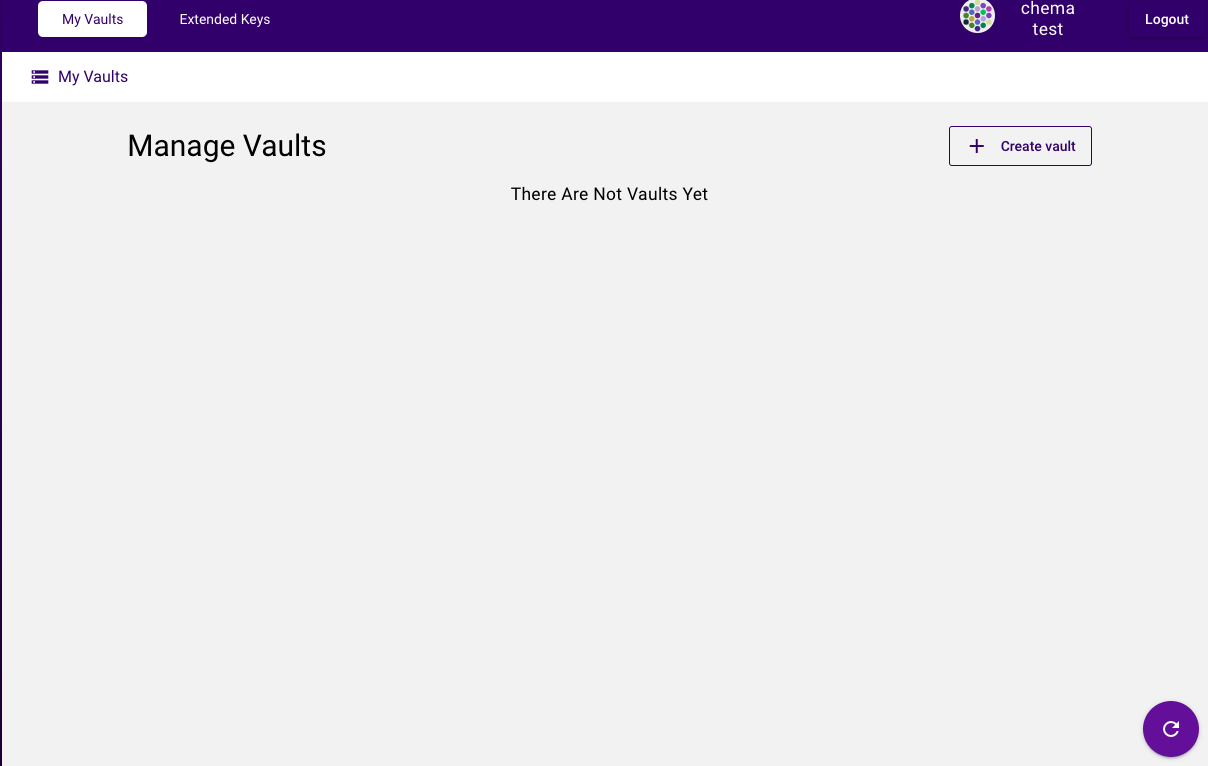 My Vaults
Extended Keys
chema
test
Logout
My Vaults
Manage Vaults
Create vault
There Are Not Vaults Yet